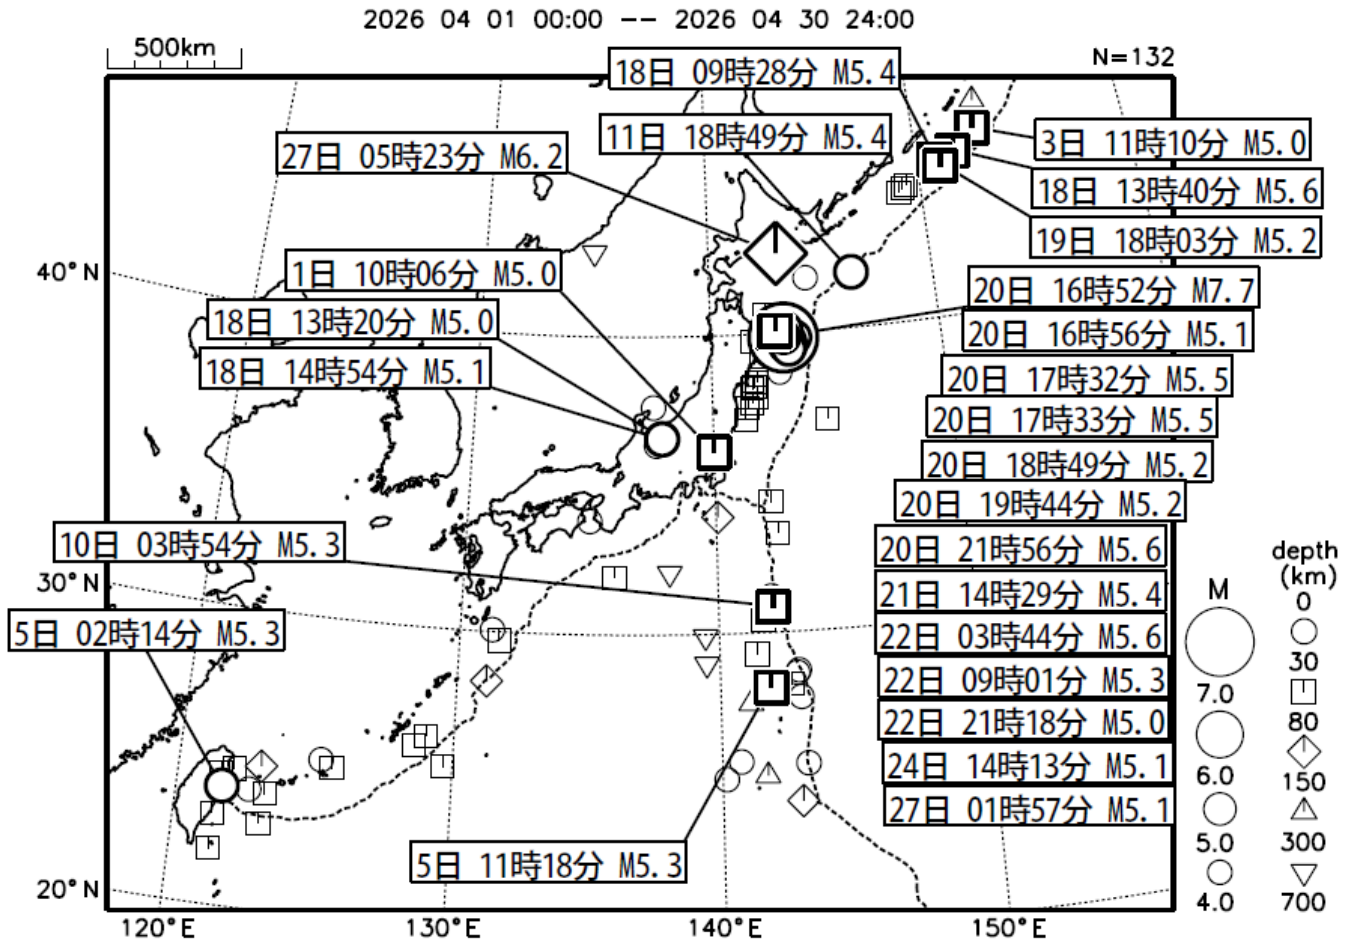 2026 04 01 00:00 -- 2026 04 30 24:00
500km
N=132
18日 09時28分 M5.4
11日 18時49分 M5.4
27日 05時23分 M6.2
3日 11時10分 M5.0
18日 13時40分 M5.6
19日 18時03分 M5.2
40°N
1日 10時06分 M5.0
18日 13時20分 M5.0
18日 14時54分 M5.1
20日 16時52分 M7.7
20日 16時56分 M5.1
20日 17時32分 M5.5
20日 17時33分 M5.5
20日 18時49分 M5.2
20日 19時44分 M5.2
20日 21時56分 M5.6
21日 14時29分 M5.4
22日 03時44分 M5.6
22日 09時01分 M5.3
22日 21時18分 M5.0
24日 14時13分 M5.1
27日 01時57分 M5.1
10日 03時54分 M5.3
30°N
5日 02時14分 M5.3
5日 11時18分 M5.3
20°N
120°E
130°E
140°E
150°E
M
7.0
6.0
5.0
4.0
depth
(km)
0
30
80
150
300
700